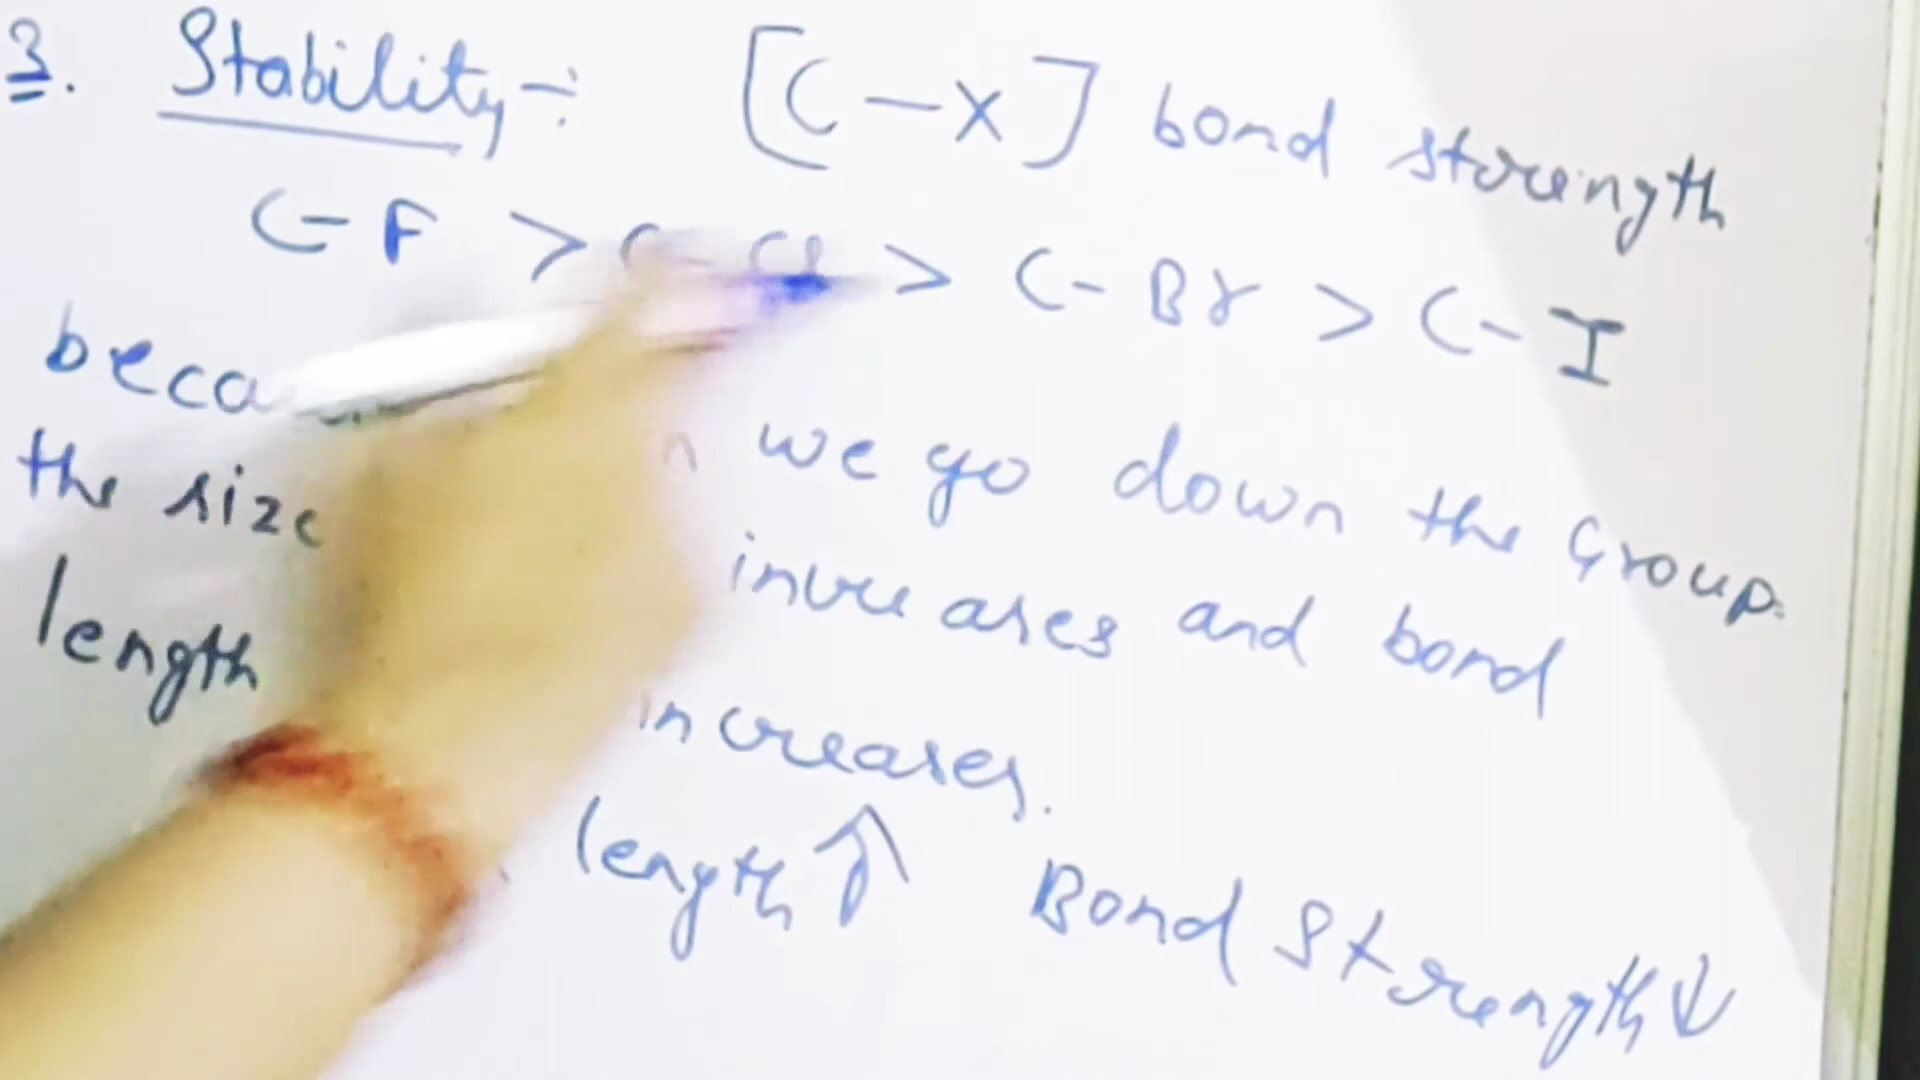 3. Stability÷ [C-X] bond strength
C-F > C-Cl > C-Br > C-I
we go down the Group.
the size increases and bond
length increases.
length↑ Bond Strength↓